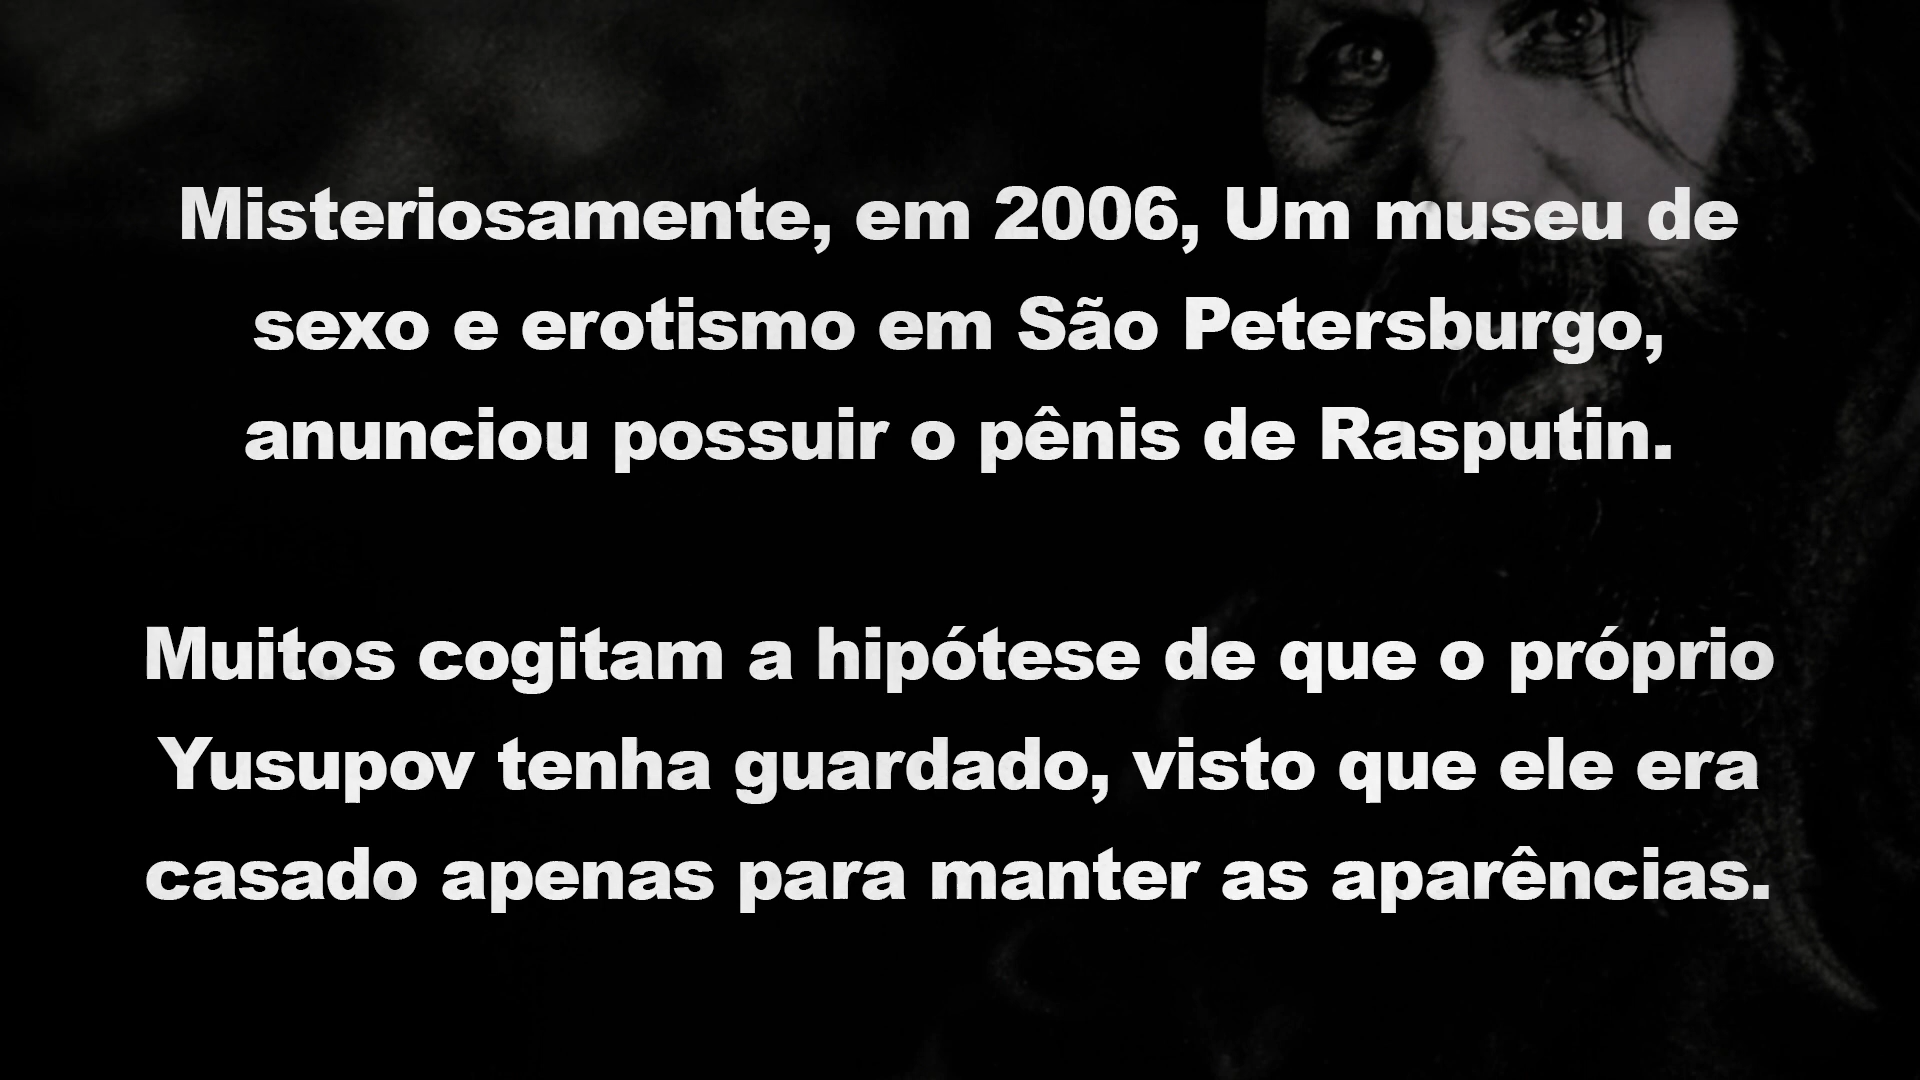 Misteriosamente, em 2006, Um museu de
sexo e erotismo em São Petersburgo,
anunciou possuir o pênis de Rasputin.
Muitos cogitam a hipótese de que o próprio
Yusupov tenha guardado, visto que ele era
casado apenas para manter as aparências.